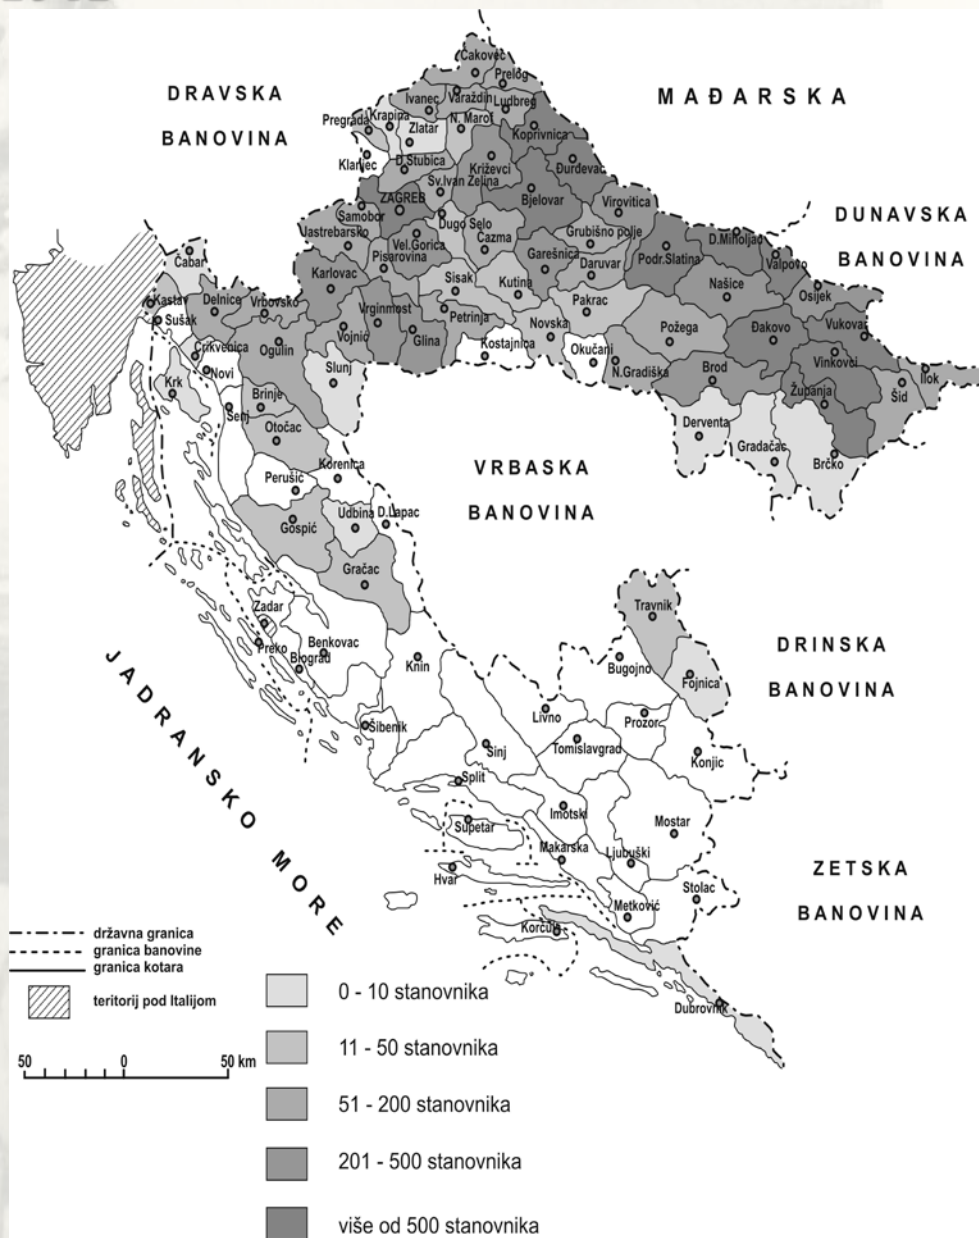 DRAVSKA
BANOVINA
MAĐARSKA
DUNAVSKA
BANOVINA
VRBASKA
BANOVINA
DRINSKA
BANOVINA
ZETSKA
BANOVINA
JADRANSKO MORE
Čakovec
Prelog
Ivanec
Varaždin
Ludbreg
Pregrada
Krapina
Zlatar
N. Marof
Koprivnica
Klanjec
D.Stubica
Križevci
Đurđevac
Sv.Ivan Zelina
Bjelovar
ZAGREB
Samobor
Dugo Selo
Virovitica
Jastrebarsko
Vel.Gorica
Čazma
Grubišno polje
D.Miholjac
Pisarovina
Garešnica
Daruvar
Podr.Slatina
Valpovo
Čabar
Karlovac
Sisak
Kutina
Našice
Osijek
Kastav
Delnice
Vrbovsko
Vrginmost
Petrinja
Pakrac
Sušak
Vojnić
Glina
Novska
Požega
Đakovo
Vukovar
Crikvenica
Ogulin
Kostajnica
Okučani
Vinkovci
Novi
Slunj
N.Gradiška
Brod
Ilok
Krk
Brinje
Županja
Šid
Senj
Otočac
Derventa
Gradačac
Brčko
Korenica
Perušić
Gospić
Udbina
D.Lapac
Gračac
Travnik
Zadar
Preko
Benkovac
Biograd
Knin
Bugojno
Fojnica
Šibenik
Livno
Prozor
Sinj
Tomislavgrad
Konjic
Split
Imotski
Supetar
Mostar
Makarska
Ljubuški
Hvar
Stolac
Metković
Korčula
Dubrovnik
državna granica
granica banovine
granica kotara
teritorij pod Italijom
50 0 50 km
0 - 10 stanovnika
11 - 50 stanovnika
51 - 200 stanovnika
201 - 500 stanovnika
više od 500 stanovnika